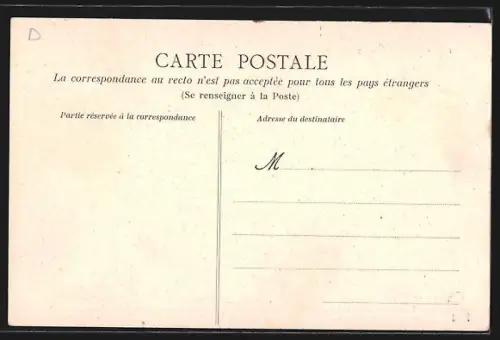 D
CARTE POSTALE
La correspondance au recto n'est pas acceptée pour tous les pays étrangers
(Se renseigner à la Poste)
Partie réservée à la correspondance
Adresse du destinataire
M